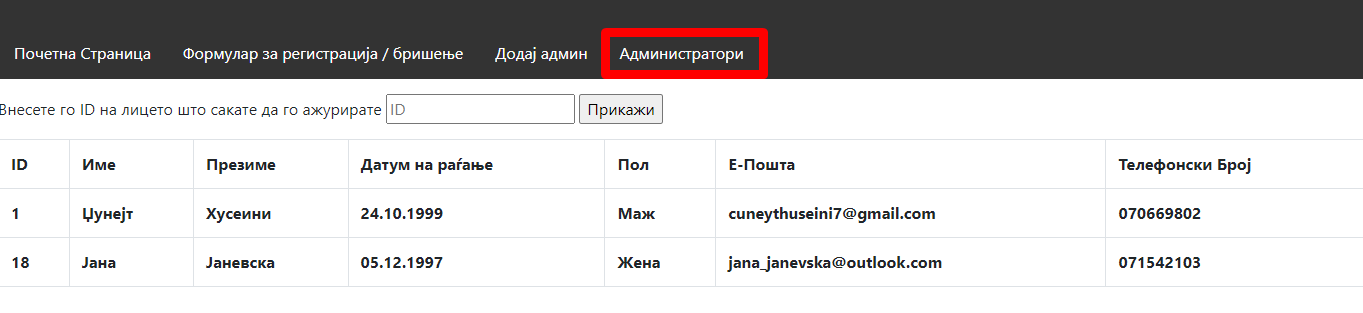 Почетна Страница Формулар за регистрација / бришење Додај админ Администратори
Внесете го ID на лицето што сакате да го ажурирате ID Прикажи
ID Име Презиме Датум на раѓање Пол Е-Пошта Телефонски Број
1 Џунејт Хусеини 24.10.1999 Маж cuneythuseini7@gmail.com 070669802
18 Јана Јаневска 05.12.1997 Жена jana_janevska@outlook.com 071542103